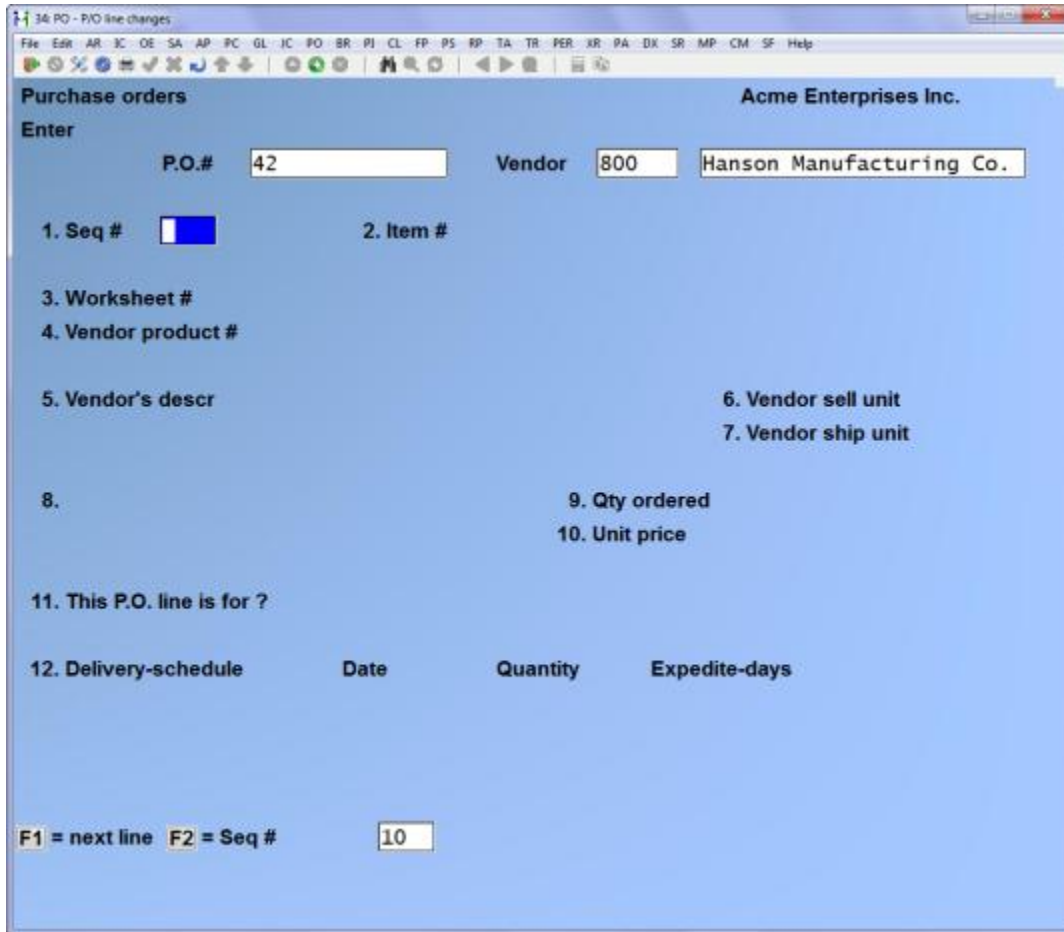 34: PO - P/O line changes
File Edit AR IC OE SA AP PC GL JC PO BR PJ CL FP PS RP TA TR PER XR PA DX SR MP CM SF Help
Purchase orders Acme Enterprises Inc.
Enter
P.O.# 42 Vendor 800 Hanson Manufacturing Co.
1. Seq # 2. Item #
3. Worksheet #
4. Vendor product #
5. Vendor's descr 6. Vendor sell unit
7. Vendor ship unit
8. 9. Qty ordered
10. Unit price
11. This P.O. line is for ?
12. Delivery-schedule Date Quantity Expedite-days
F1 = next line F2 = Seq # 10